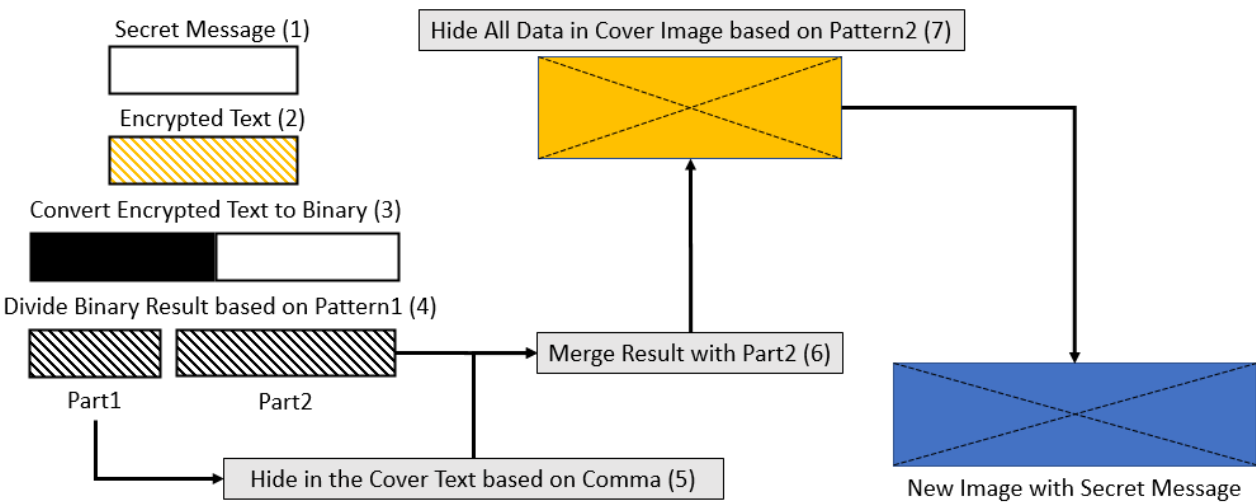 Secret Message (1)
Encrypted Text (2)
Convert Encrypted Text to Binary (3)
Divide Binary Result based on Pattern1 (4)
Part1
Part2
Hide in the Cover Text based on Comma (5)
Merge Result with Part2 (6)
Hide All Data in Cover Image based on Pattern2 (7)
New Image with Secret Message